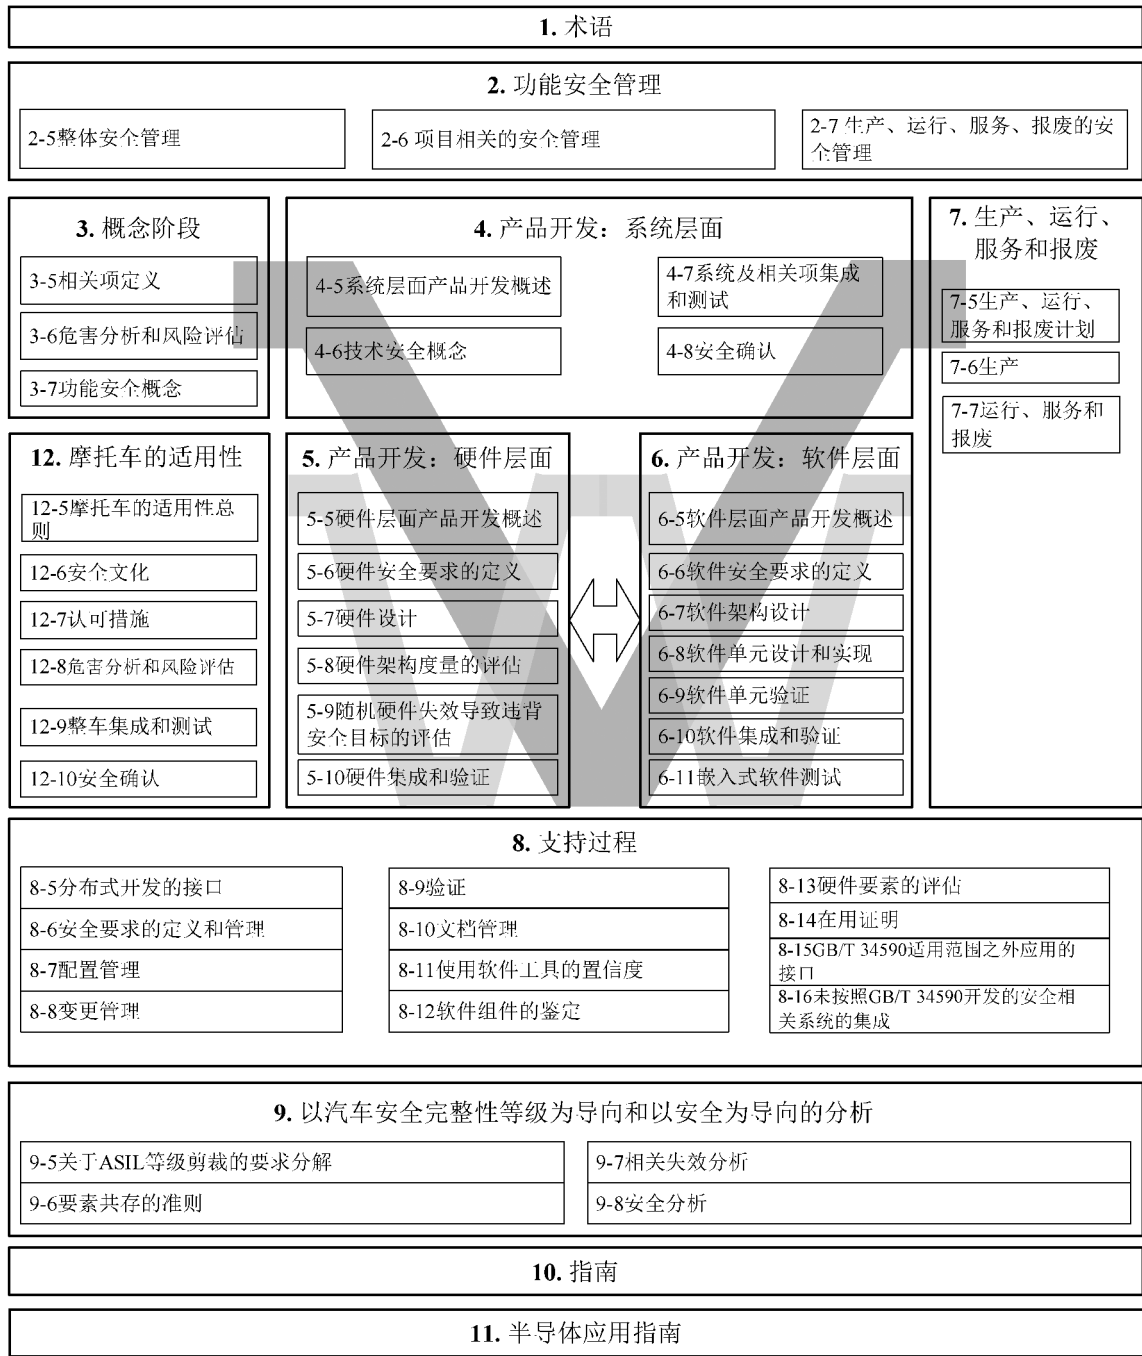 1. 术语
2. 功能安全管理
2-5整体安全管理
2-6 项目相关的安全管理
2-7 生产、运行、服务、报废的安
全管理
3. 概念阶段
3-5相关项定义
3-6危害分析和风险评估
3-7功能安全概念
4. 产品开发：系统层面
4-5系统层面产品开发概述
4-6技术安全概念
4-7系统及相关项集成
和测试
4-8安全确认
7. 生产、运行、
服务和报废
7-5生产、运行、
服务和报废计划
7-6生产
7-7运行、服务和
报废
12. 摩托车的适用性
12-5摩托车的适用性总
则
12-6安全文化
12-7认可措施
12-8危害分析和风险评估
12-9整车集成和测试
12-10安全确认
5. 产品开发：硬件层面
5-5硬件层面产品开发概述
5-6硬件安全要求的定义
5-7硬件设计
5-8硬件架构度量的评估
5-9随机硬件失效导致违背
安全目标的评估
5-10硬件集成和验证
6. 产品开发：软件层面
6-5软件层面产品开发概述
6-6软件安全要求的定义
6-7软件架构设计
6-8软件单元设计和实现
6-9软件单元验证
6-10软件集成和验证
6-11嵌入式软件测试
8. 支持过程
8-5分布式开发的接口
8-6安全要求的定义和管理
8-7配置管理
8-8变更管理
8-9验证
8-10文档管理
8-11使用软件工具的置信度
8-12软件组件的鉴定
8-13硬件要素的评估
8-14在用证明
8-15GB/T 34590适用范围之外应用的
接口
8-16未按照GB/T 34590开发的安全相
关系统的集成
9. 以汽车安全完整性等级为导向和以安全为导向的分析
9-5关于ASIL等级剪裁的要求分解
9-6要素共存的准则
9-7相关失效分析
9-8安全分析
10. 指南
11. 半导体应用指南